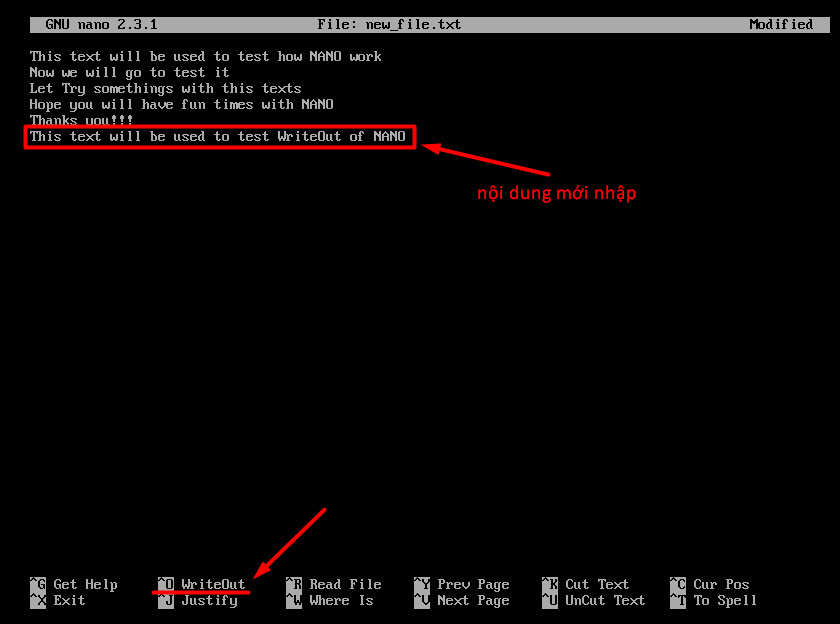 GNU nano 2.3.1 File: new_file.txt Modified
This text will be used to test how NANO work
Now we will go to test it
Let Try somethings with this texts
Hope you will have fun times with NANO
Thanks you!!!
This text will be used to test WriteOut of NANO
nội dung mới nhập
^G Get Help ^O WriteOut ^R Read File ^Y Prev Page ^K Cut Text ^C Cur Pos
^X Exit ^J Justify ^W Where Is ^V Next Page ^U UnCut Text ^T To Spell